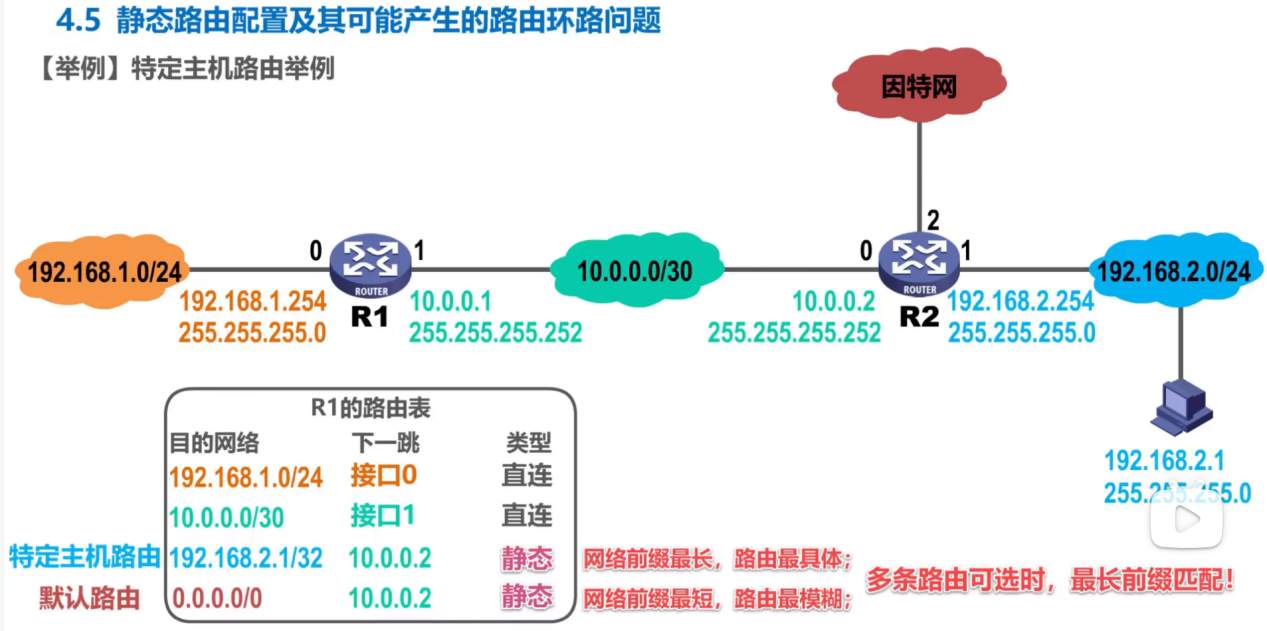 4.5 静态路由配置及其可能产生的路由环路问题
【举例】特定主机路由举例
因特网
2
0 1 0 1
192.168.1.0/24 10.0.0.0/30 192.168.2.0/24
ROUTER ROUTER
192.168.1.254 R1 10.0.0.1 10.0.0.2 R2 192.168.2.254
255.255.255.0 255.255.255.252 255.255.255.252 255.255.255.0
R1的路由表
目的网络 下一跳 类型
192.168.1.0/24 接口0 直连
10.0.0.0/30 接口1 直连
特定主机路由 192.168.2.1/32 10.0.0.2 静态 网络前缀最长，路由最具体；
默认路由 0.0.0.0/0 10.0.0.2 静态 网络前缀最短，路由最模糊；
多条路由可选时，最长前缀匹配！
192.168.2.1
255.255.255.0